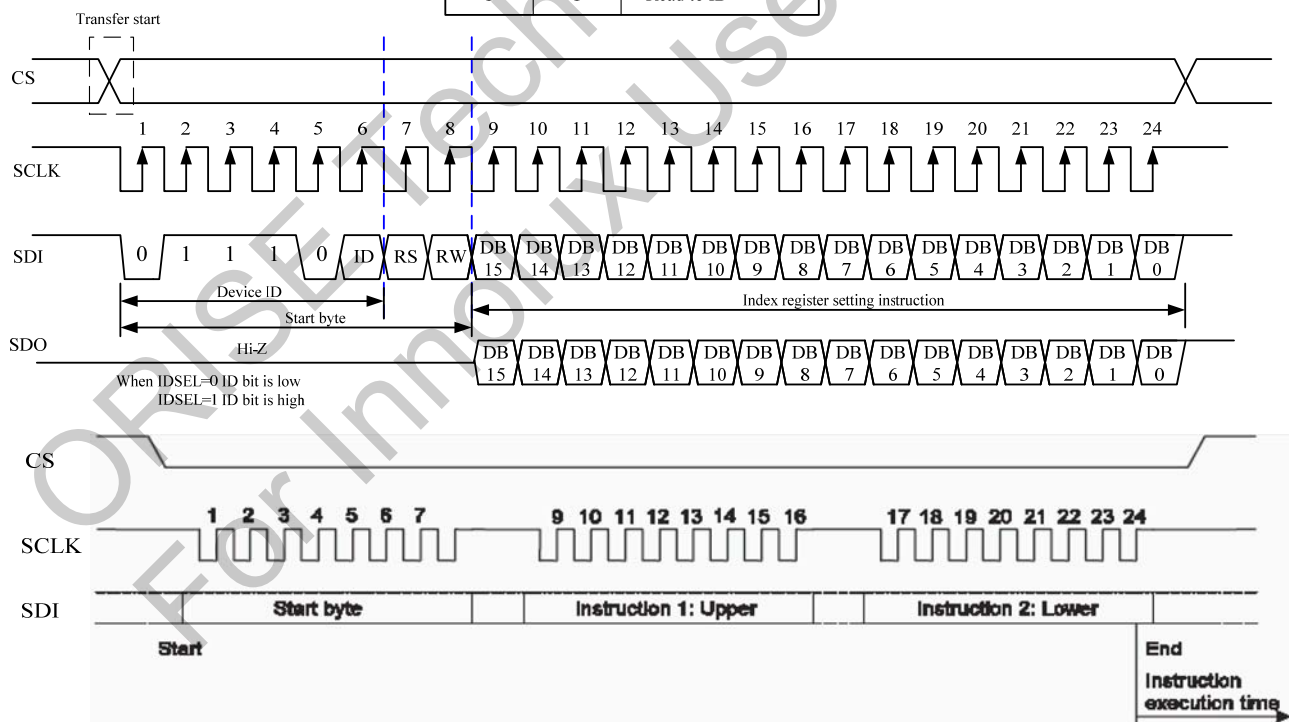 Transfer start
CS
1 2 3 4 5 6 7 8 9 10 11 12 13 14 15 16 17 18 19 20 21 22 23 24
SCLK
SDI
0 1 1 1 0 ID RS RW DB 15 DB 14 DB 13 DB 12 DB 11 DB 10 DB 9 DB 8 DB 7 DB 6 DB 5 DB 4 DB 3 DB 2 DB 1 DB 0
Device ID
Index register setting instruction
Start byte
SDO
Hi-Z
DB 15 DB 14 DB 13 DB 12 DB 11 DB 10 DB 9 DB 8 DB 7 DB 6 DB 5 DB 4 DB 3 DB 2 DB 1 DB 0
When IDSEL=0 ID bit is low
IDSEL=1 ID bit is high
CS
1 2 3 4 5 6 7 9 10 11 12 13 14 15 16 17 18 19 20 21 22 23 24
SCLK
SDI
Start byte
Instruction 1: Upper
Instruction 2: Lower
Start
End
Instruction
execution time
ORISE Tech
For Innolux Use